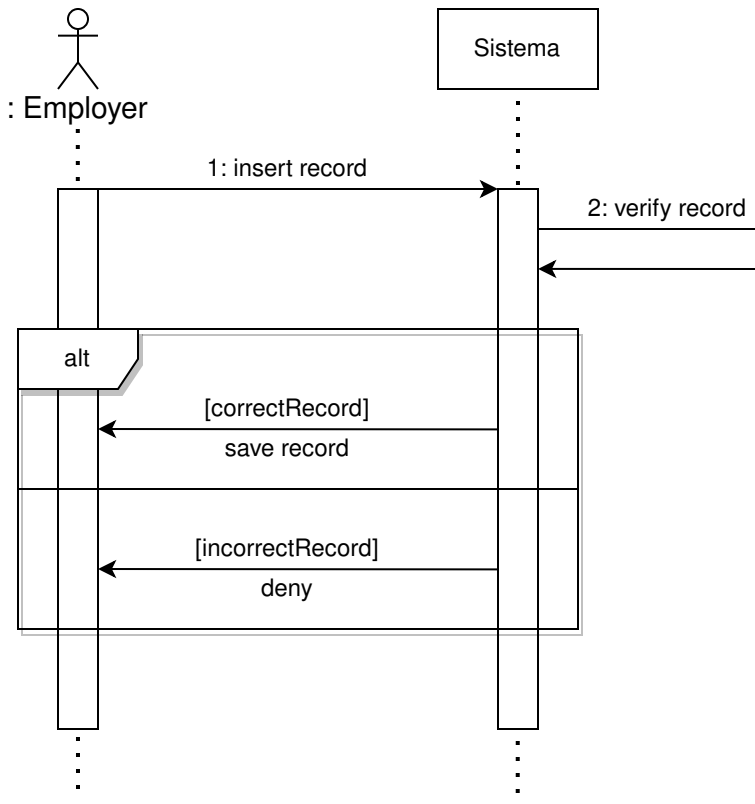 Sistema
: Employer
1: insert record
2: verify record
alt
[correctRecord]
save record
[incorrectRecord]
deny